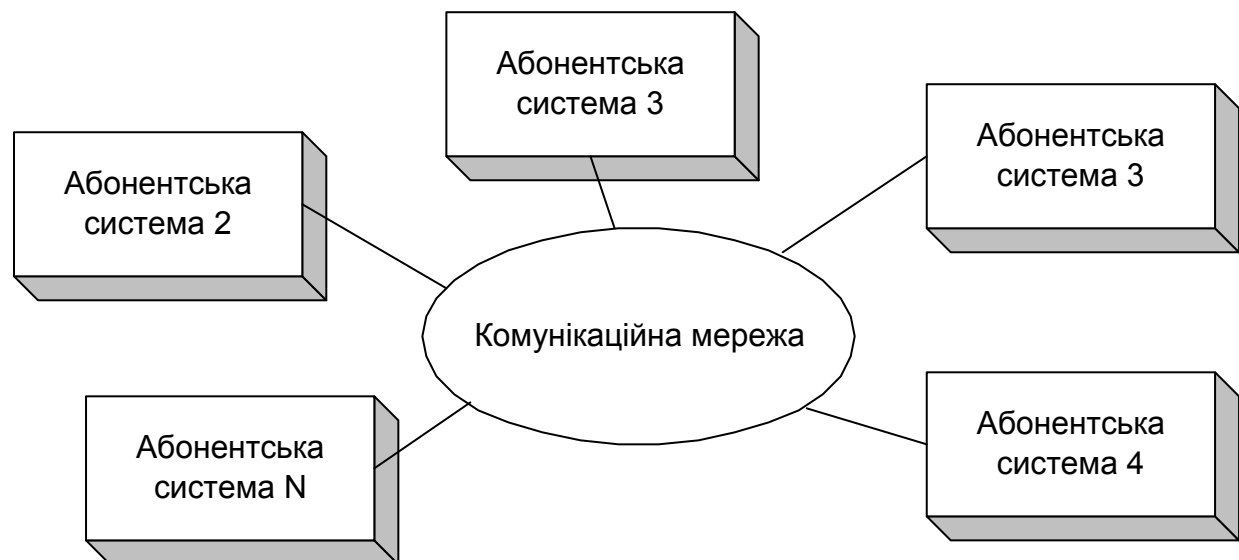 Абонентська
система 3
Абонентська
система 3
Абонентська
система 2
Комунікаційна мережа
Абонентська
система N
Абонентська
система 4